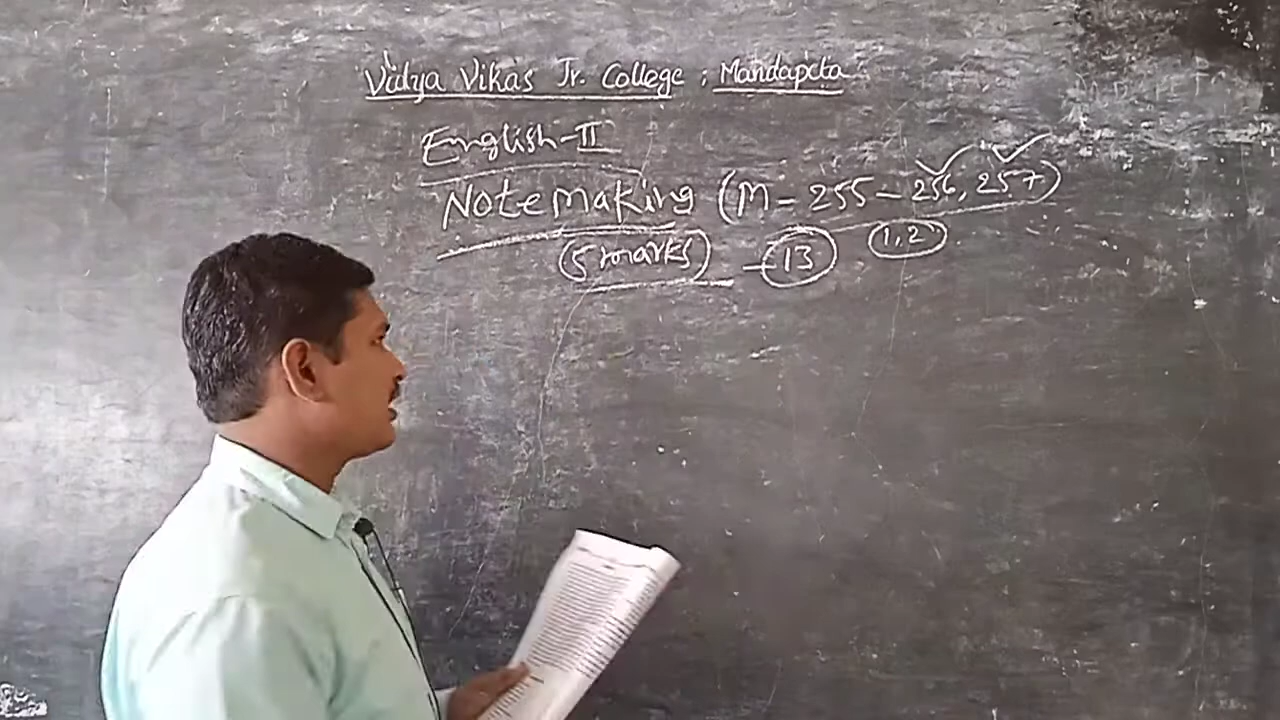 Vidya Vikas Jr. College ; Mandapeta
English-II
Note making (M - 255 - 256, 257)
(5 marks) - 13 1, 2